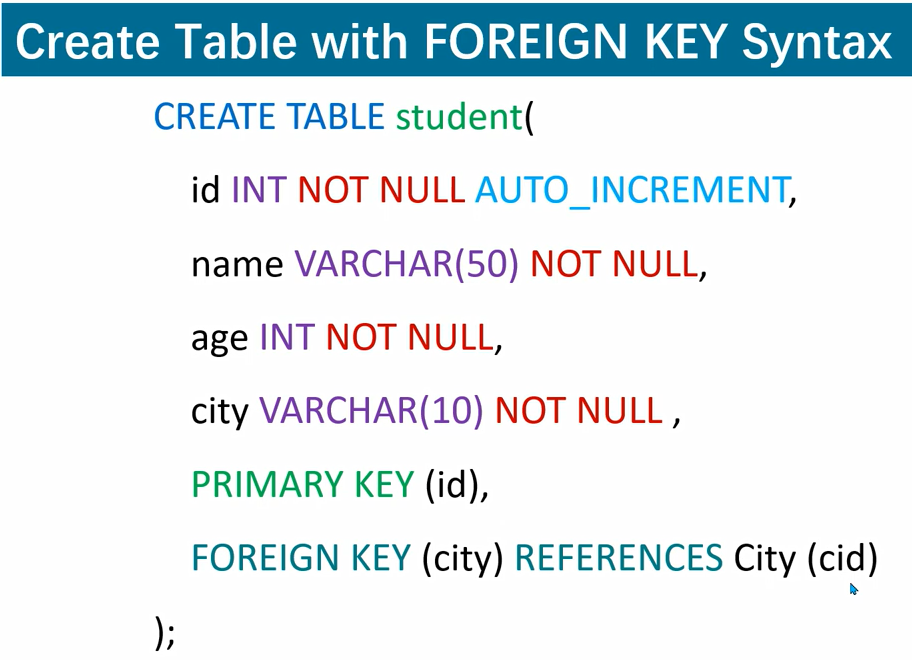 Create Table with FOREIGN KEY Syntax
CREATE TABLE student(
id INT NOT NULL AUTO_INCREMENT,
name VARCHAR(50) NOT NULL,
age INT NOT NULL,
city VARCHAR(10) NOT NULL ,
PRIMARY KEY (id),
FOREIGN KEY (city) REFERENCES City (cid)
);